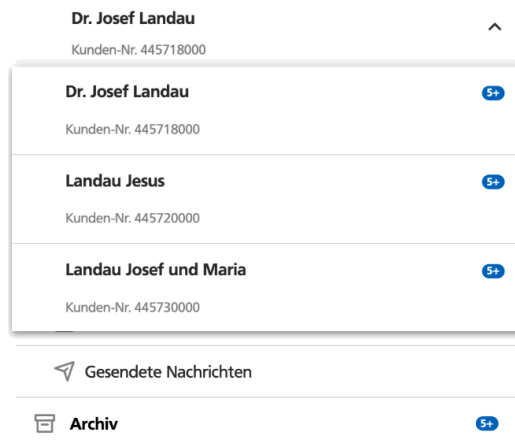 Dr. Josef Landau
Kunden-Nr. 445718000
Dr. Josef Landau
5+
Kunden-Nr. 445718000
Landau Jesus
5+
Kunden-Nr. 445720000
Landau Josef und Maria
5+
Kunden-Nr. 445730000
Gesendete Nachrichten
Archiv
5+